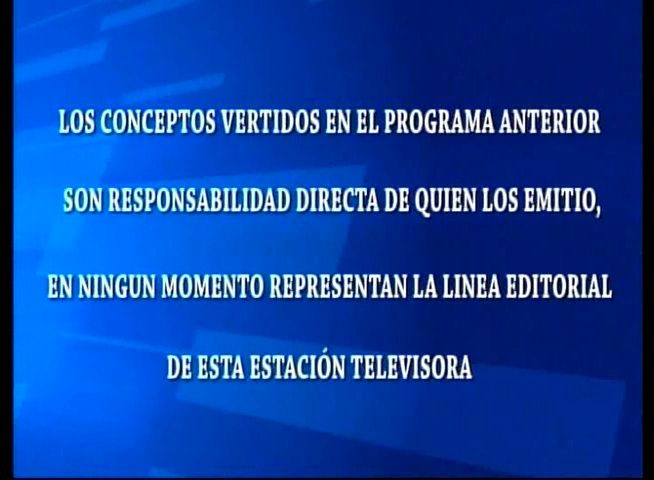 LOS CONCEPTOS VERTIDOS EN EL PROGRAMA ANTERIOR
SON RESPONSABILIDAD DIRECTA DE QUIEN LOS EMITIO,
EN NINGUN MOMENTO REPRESENTAN LA LINEA EDITORIAL
DE ESTA ESTACIÓN TELEVISORA